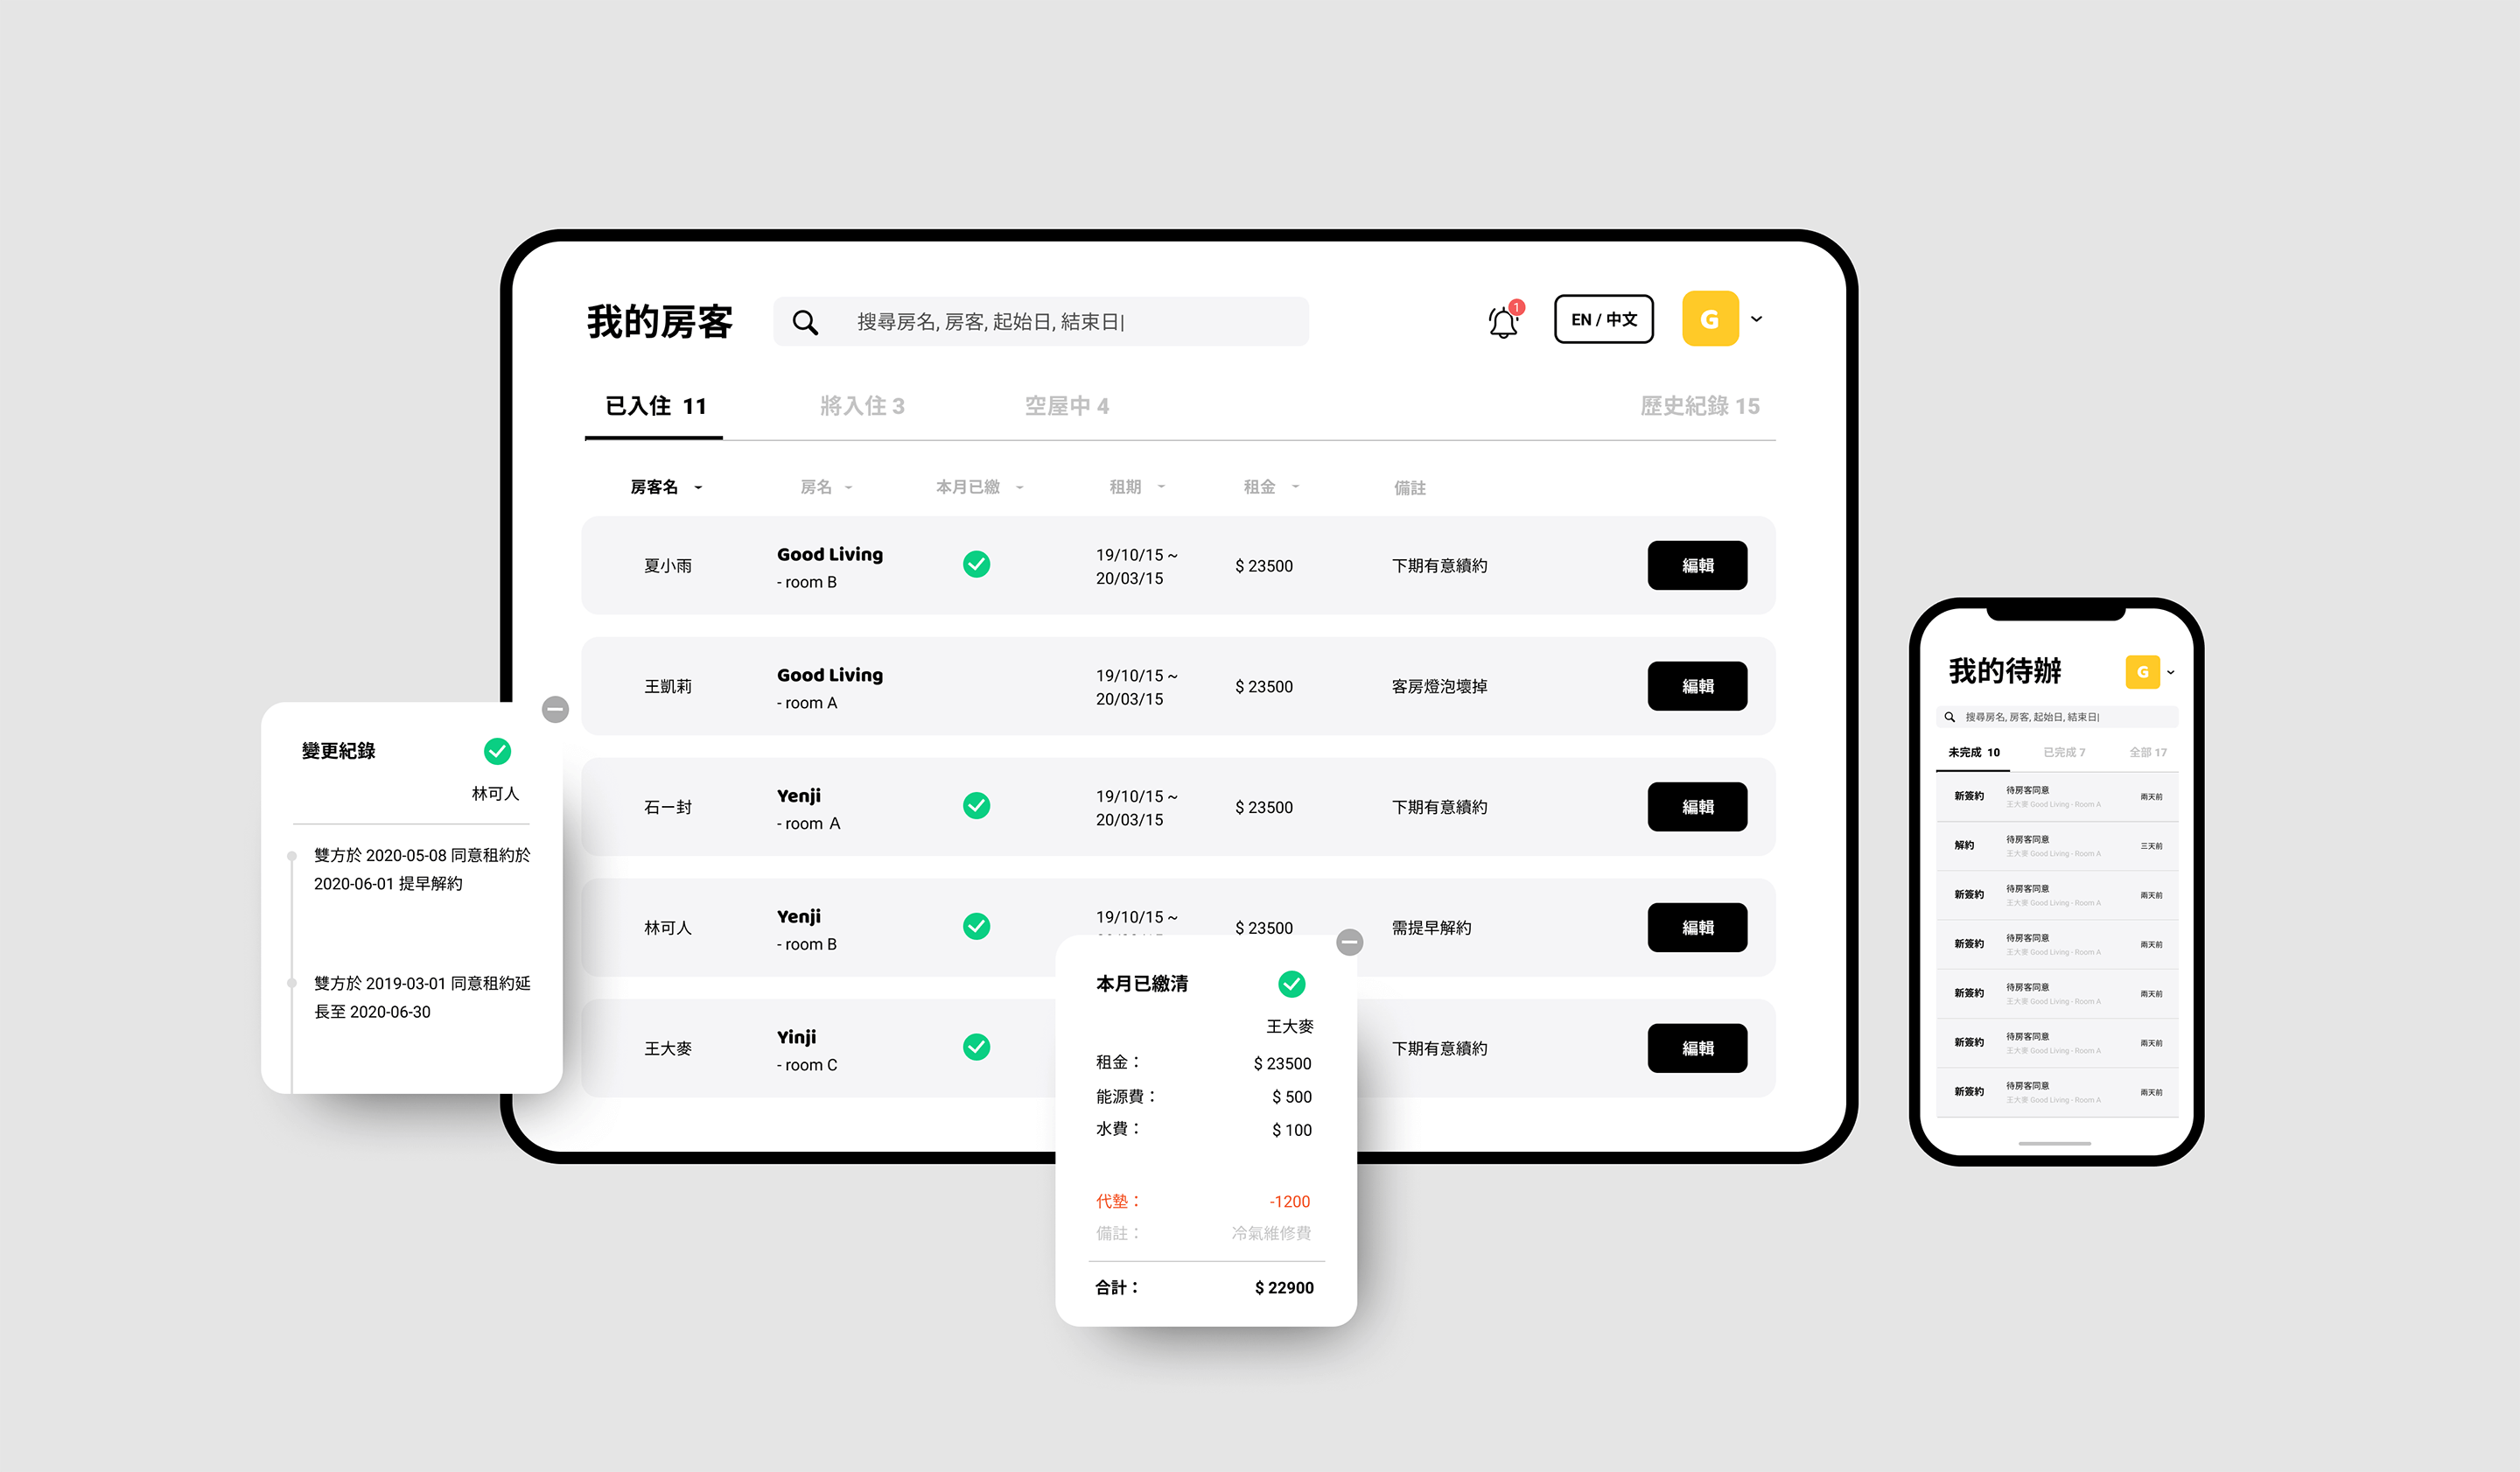 我的房客
搜尋房名, 房客, 起始日, 結束日|
1
EN / 中文
G
已入住 11
將入住 3
空屋中 4
歷史紀錄 15
房客名
房名
本月已繳
租期
租金
備註
夏小雨
Good Living
- room B
19/10/15 ~
20/03/15
$ 23500
下期有意續約
編輯
王凱莉
Good Living
- room A
19/10/15 ~
20/03/15
$ 23500
客房燈泡壞掉
編輯
石一封
Yenji
- room A
19/10/15 ~
20/03/15
$ 23500
下期有意續約
編輯
林可人
Yenji
- room B
19/10/15 ~
$ 23500
需提早解約
編輯
王大麥
Yinji
- room C
下期有意續約
編輯
變更紀錄
林可人
雙方於 2020-05-08 同意租約於
2020-06-01 提早解約
雙方於 2019-03-01 同意租約延
長至 2020-06-30
本月已繳清
王大麥
租金：
$ 23500
能源費：
$ 500
水費：
$ 100
代墊：
-1200
備註：
冷氣維修費
合計：
$ 22900
我的待辦
G
搜尋房名, 房客, 起始日, 結束日|
未完成 10
已完成 7
全部 17
新簽約
待房客同意
王大麥 Good Living - Room A
兩天前
解約
待房客同意
王大麥 Good Living - Room A
三天前
新簽約
待房客同意
王大麥 Good Living - Room A
兩天前
新簽約
待房客同意
王大麥 Good Living - Room A
兩天前
新簽約
待房客同意
王大麥 Good Living - Room A
兩天前
新簽約
待房客同意
王大麥 Good Living - Room A
兩天前
新簽約
待房客同意
王大麥 Good Living - Room A
兩天前